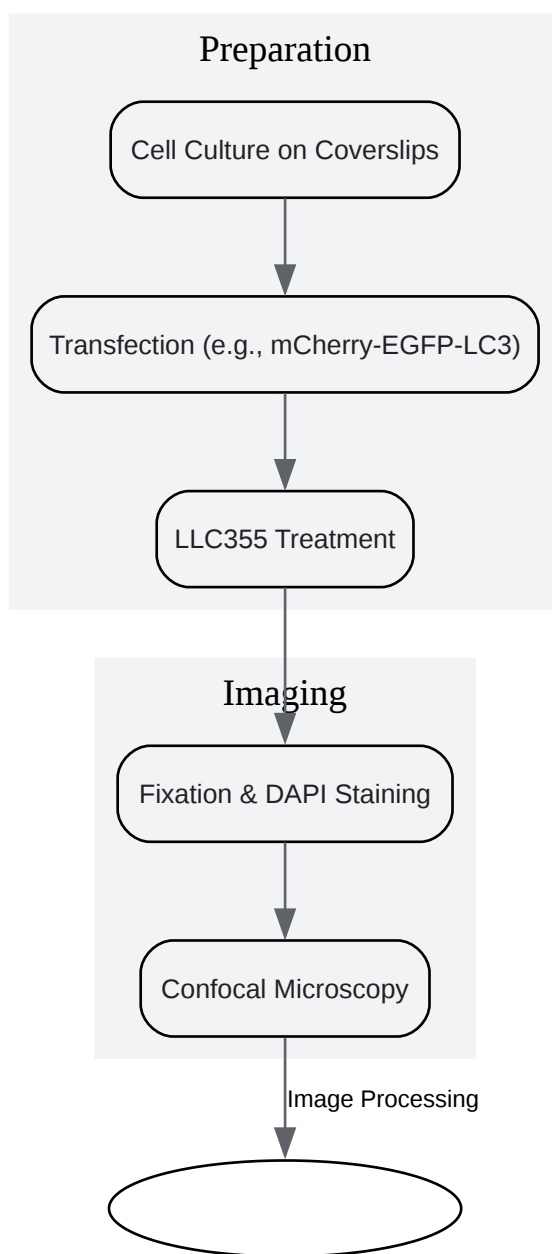 Preparation
Cell Culture on Coverslips
Transfection (e.g., mCherry-EGFP-LC3)
LLC355 Treatment
Imaging
Fixation & DAPI Staining
Confocal Microscopy
Image Processing